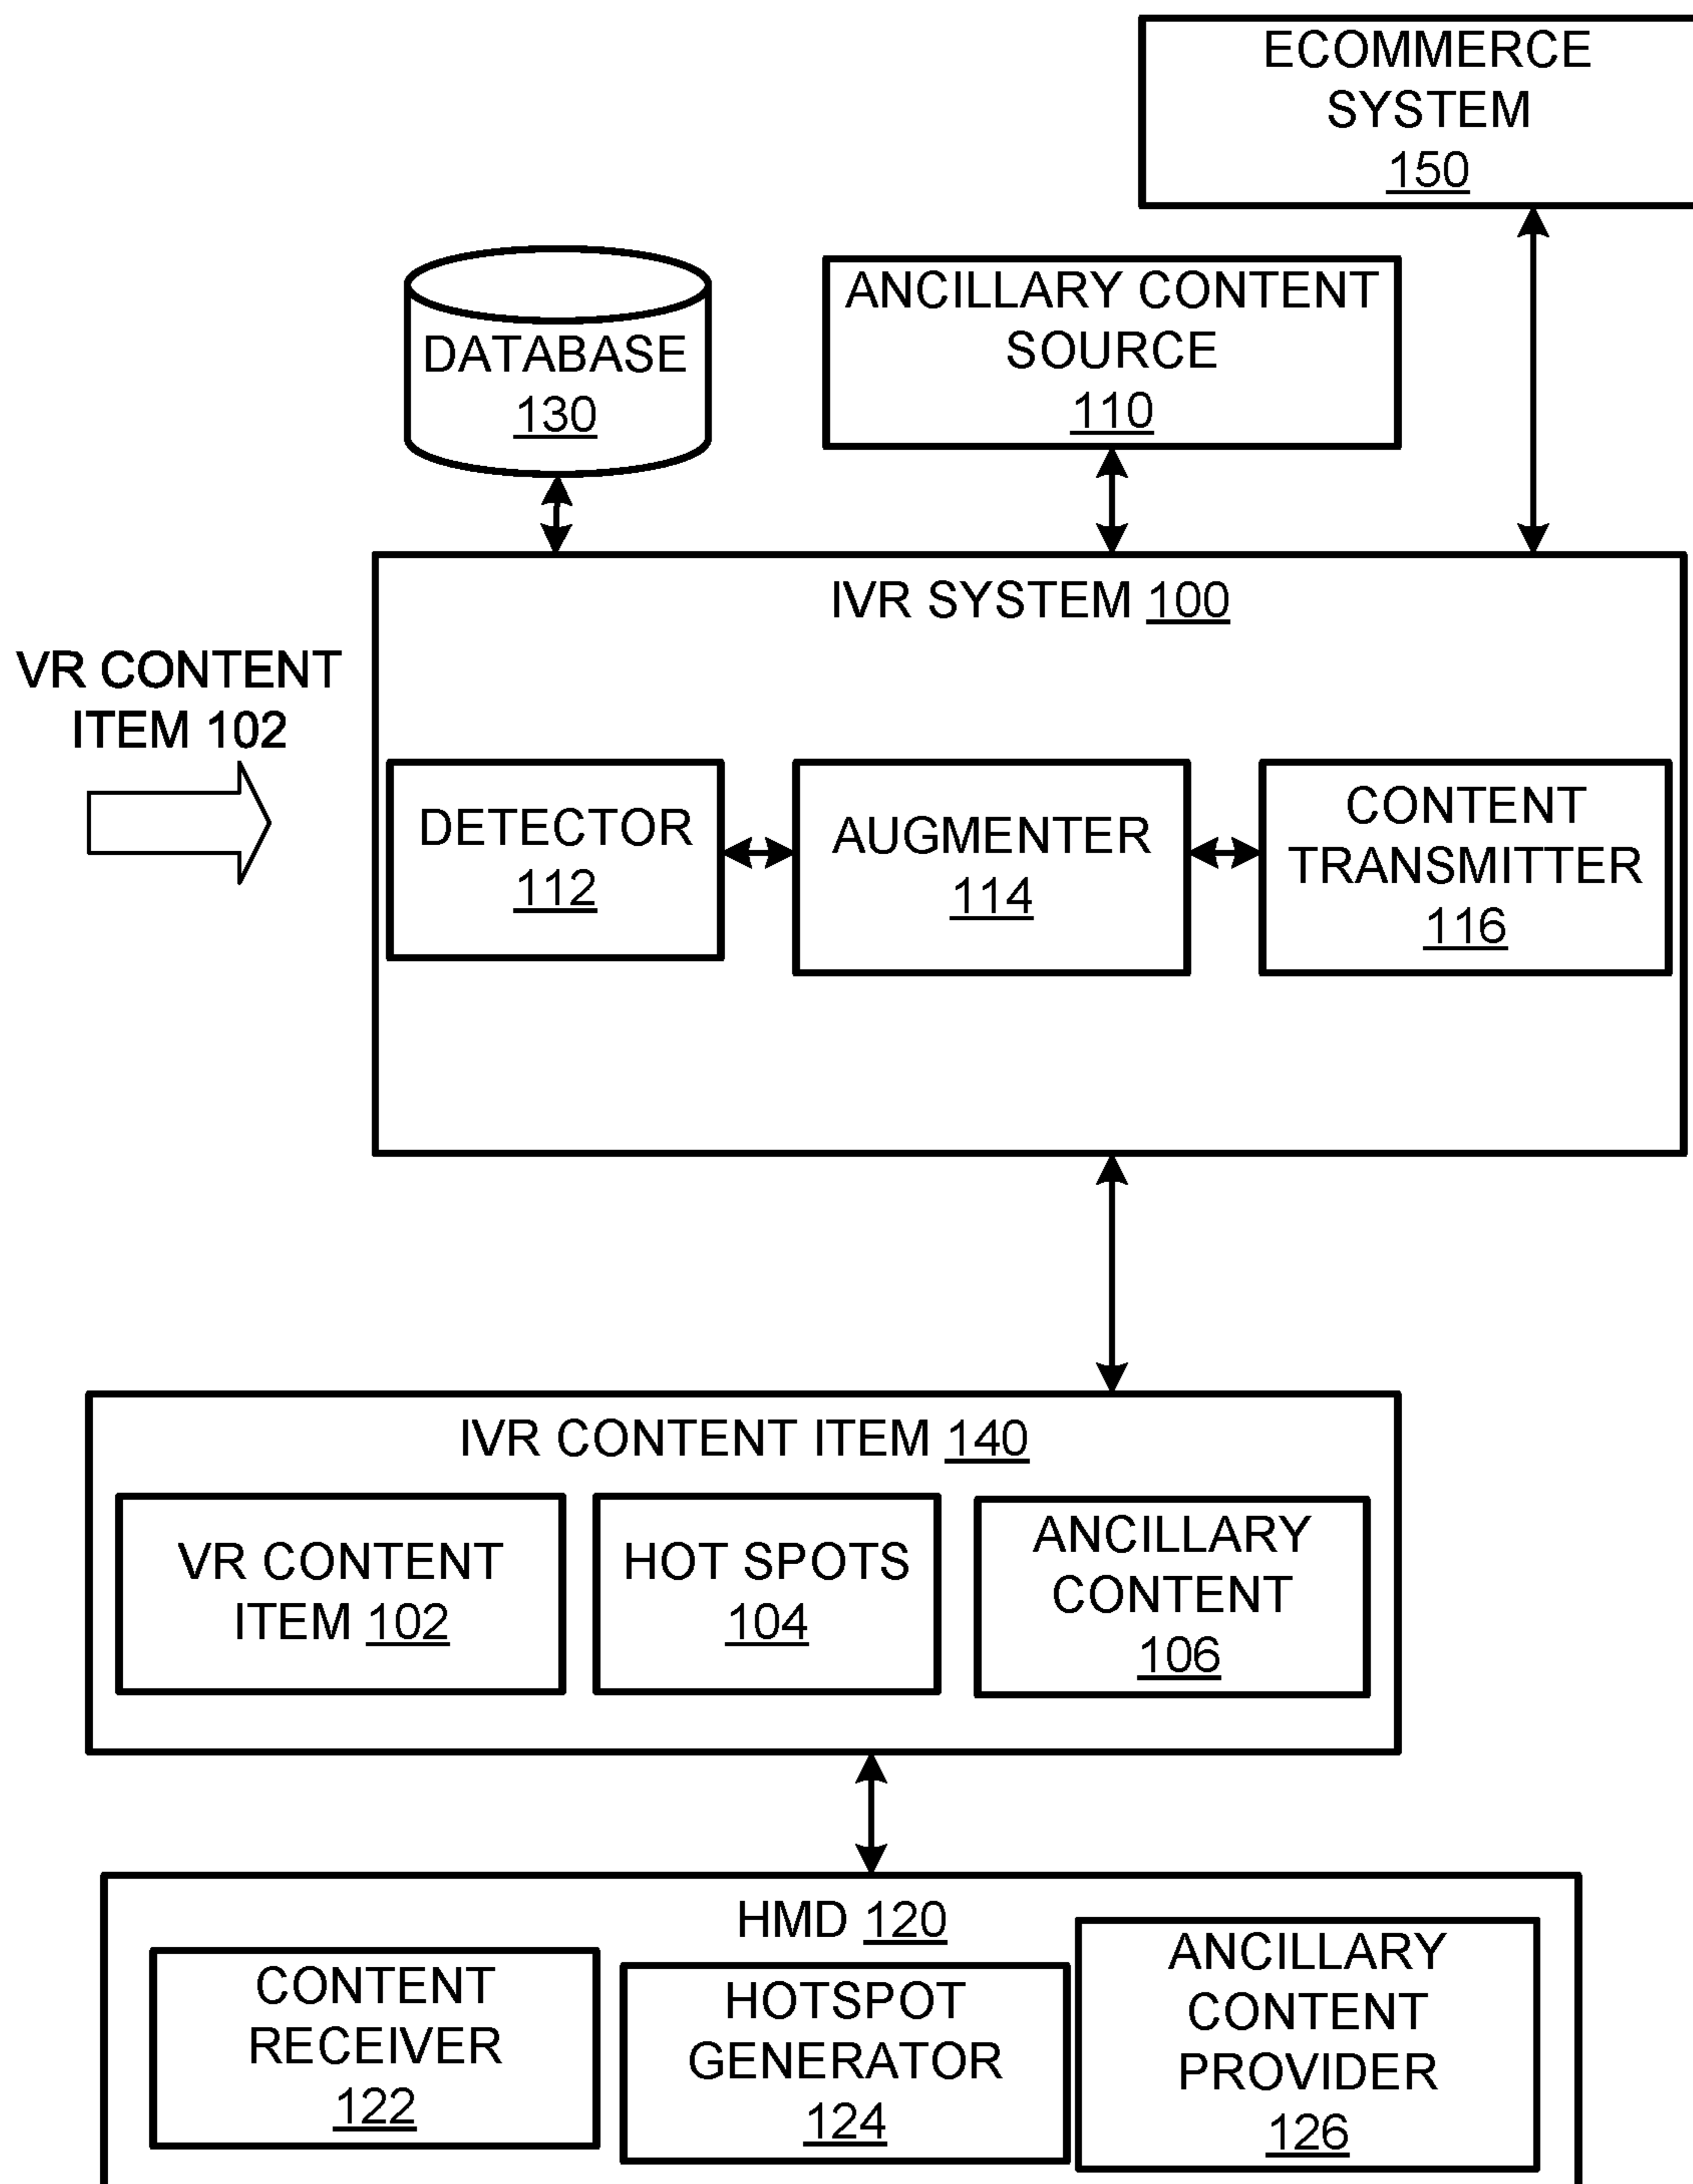 ECOMMERCE
SYSTEM
150
DATABASE
130
ANCILLARY CONTENT
SOURCE
110
IVR SYSTEM 100
VR CONTENT
ITEM 102
DETECTOR
112
AUGMENTER
114
CONTENT
TRANSMITTER
116
IVR CONTENT ITEM 140
VR CONTENT
ITEM 102
HOT SPOTS
104
ANCILLARY
CONTENT
106
HMD 120
CONTENT
RECEIVER
122
HOTSPOT
GENERATOR
124
ANCILLARY
CONTENT
PROVIDER
126